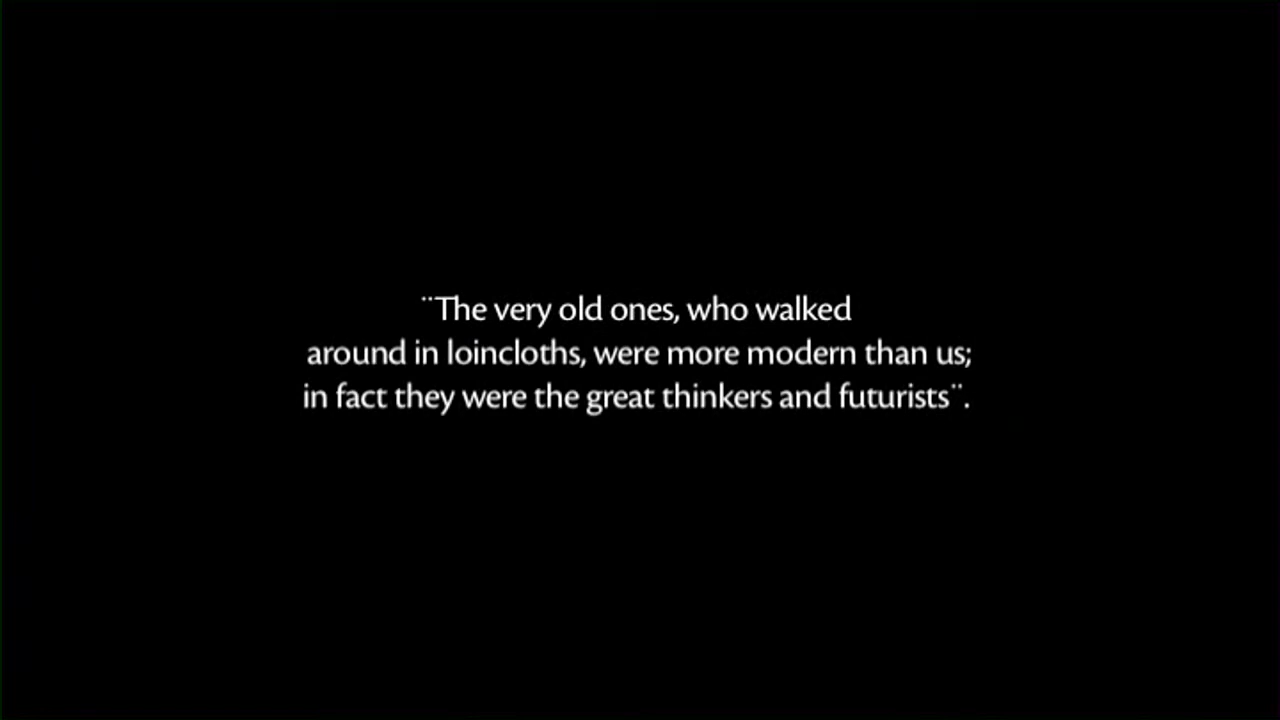 ¨The very old ones, who walked
around in loincloths, were more modern than us;
in fact they were the great thinkers and futurists¨.